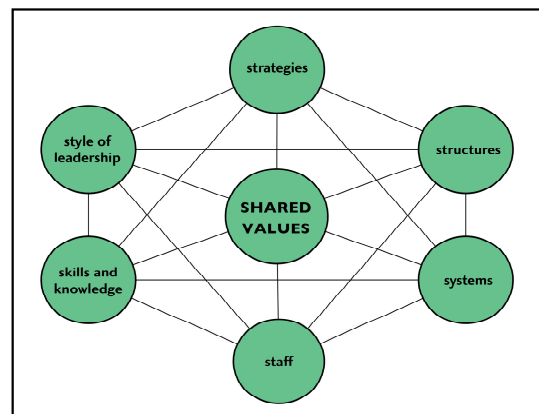 strategies
style of
leadership
structures
SHARED
VALUES
skills and
knowledge
systems
staff